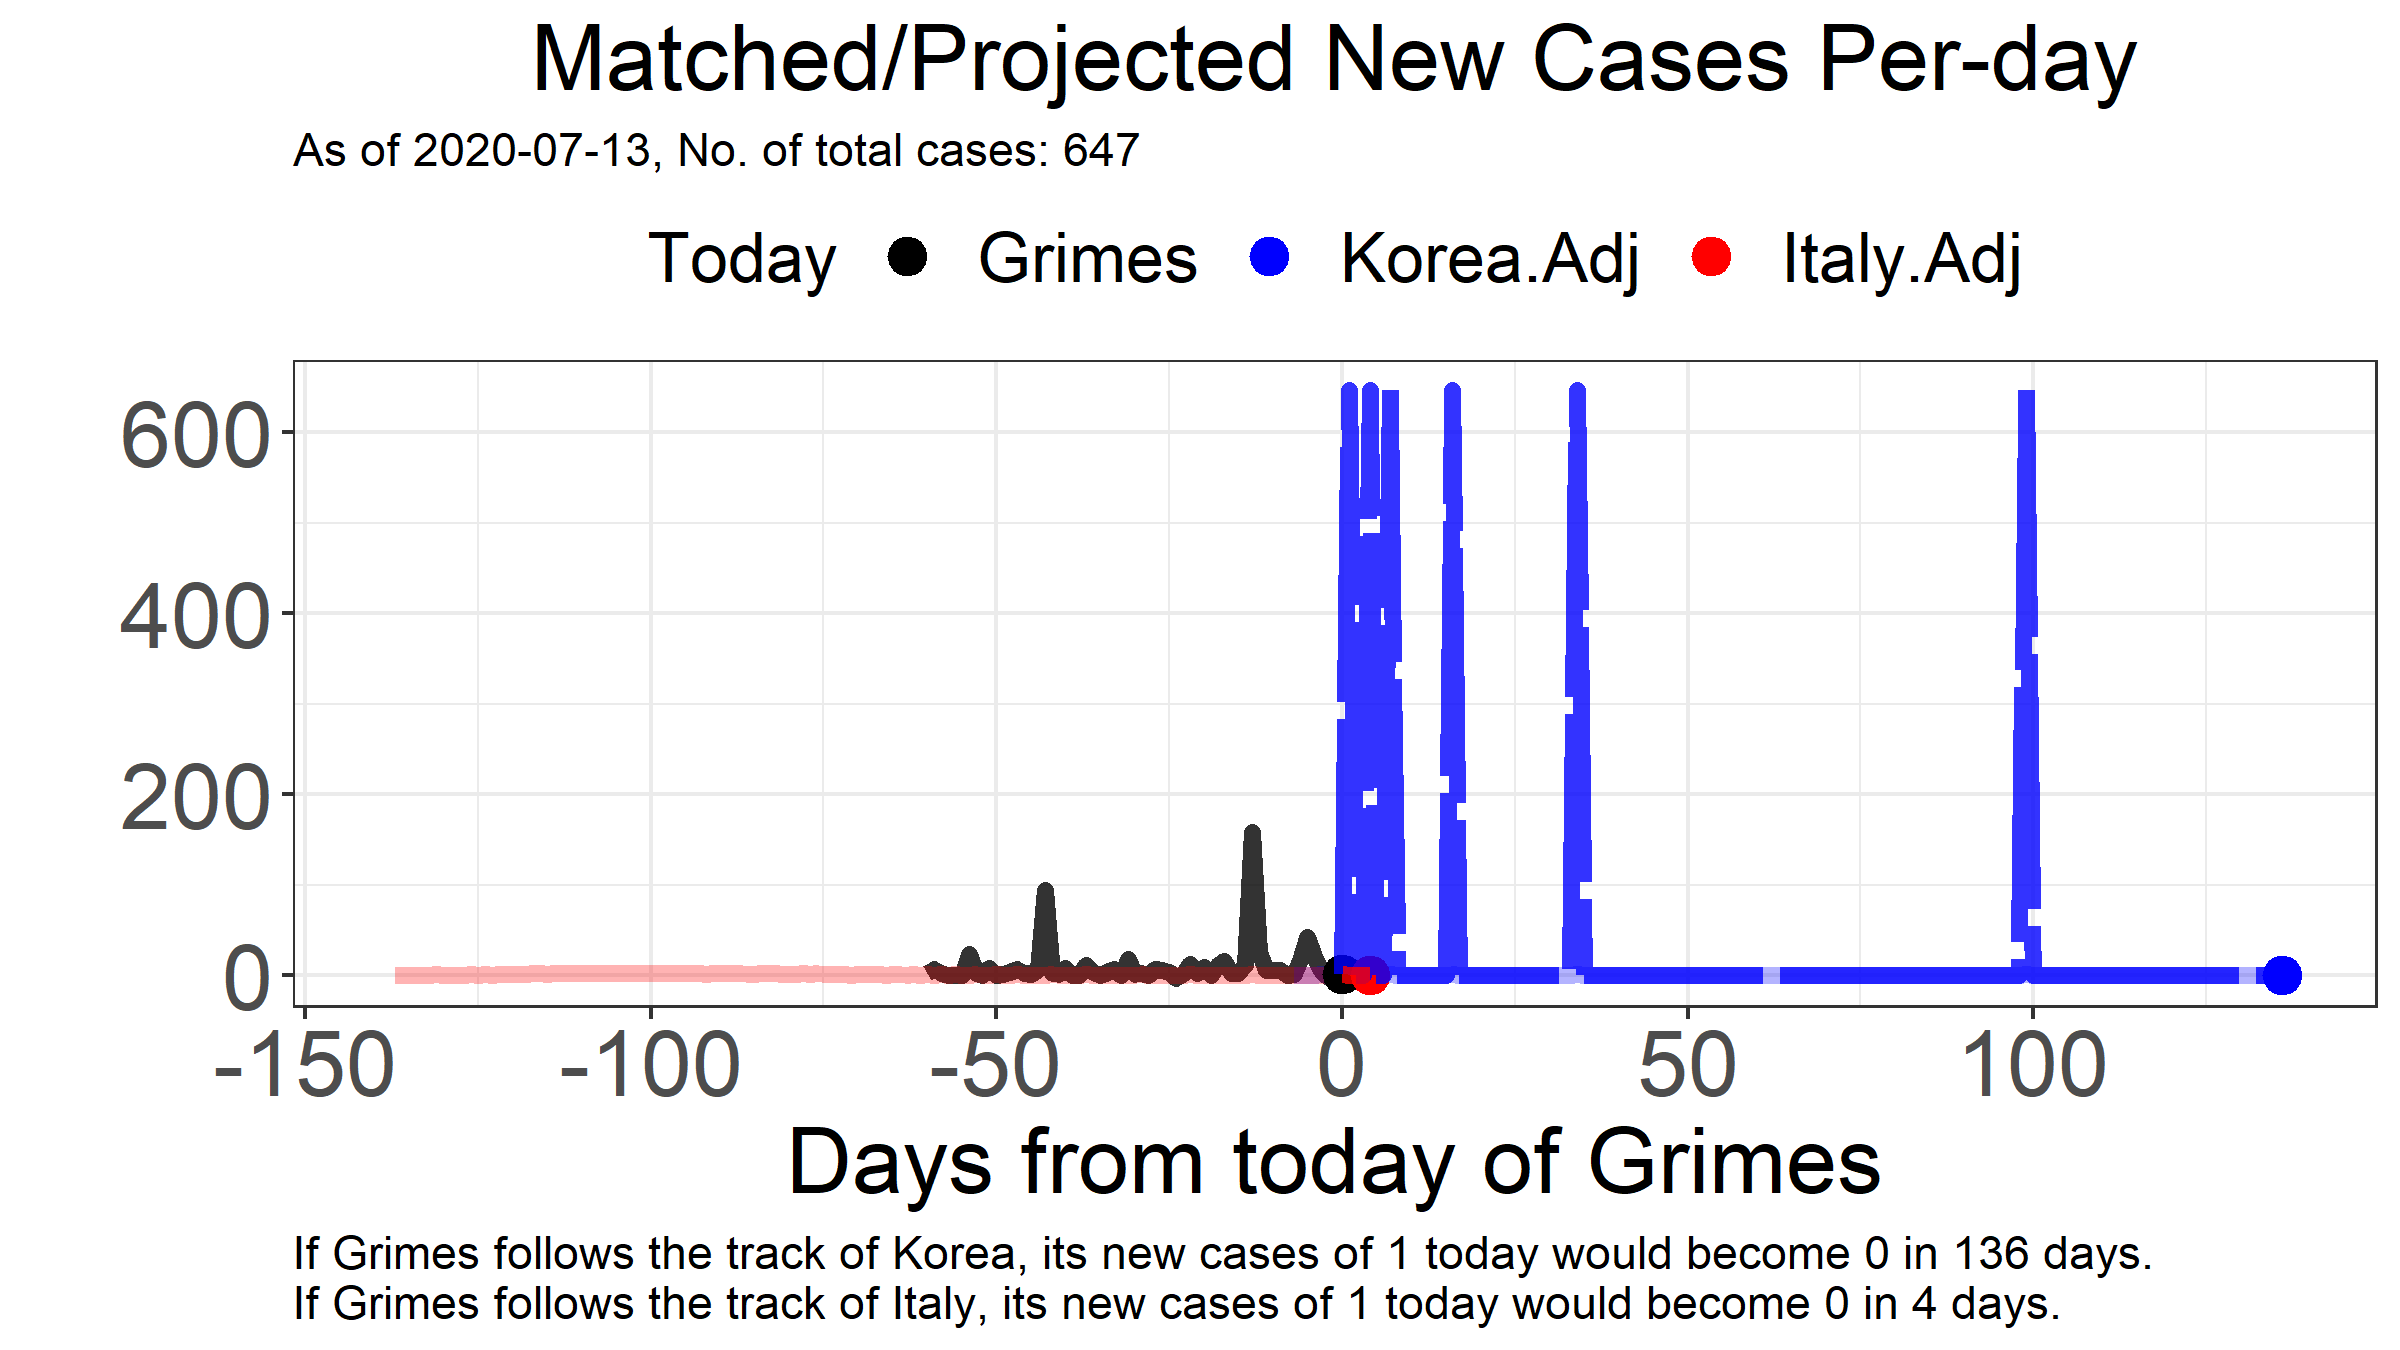 Matched/Projected New Cases Per-day
As of 2020-07-13, No. of total cases: 647
Today Grimes Korea.Adj Italy.Adj
600
400
200
0
-150 -100 -50 0 50 100
Days from today of Grimes
If Grimes follows the track of Korea, its new cases of 1 today would become 0 in 136 days.
If Grimes follows the track of Italy, its new cases of 1 today would become 0 in 4 days.